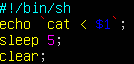 #!/bin/sh
echo `cat < $1`;
sleep 5;
clear;